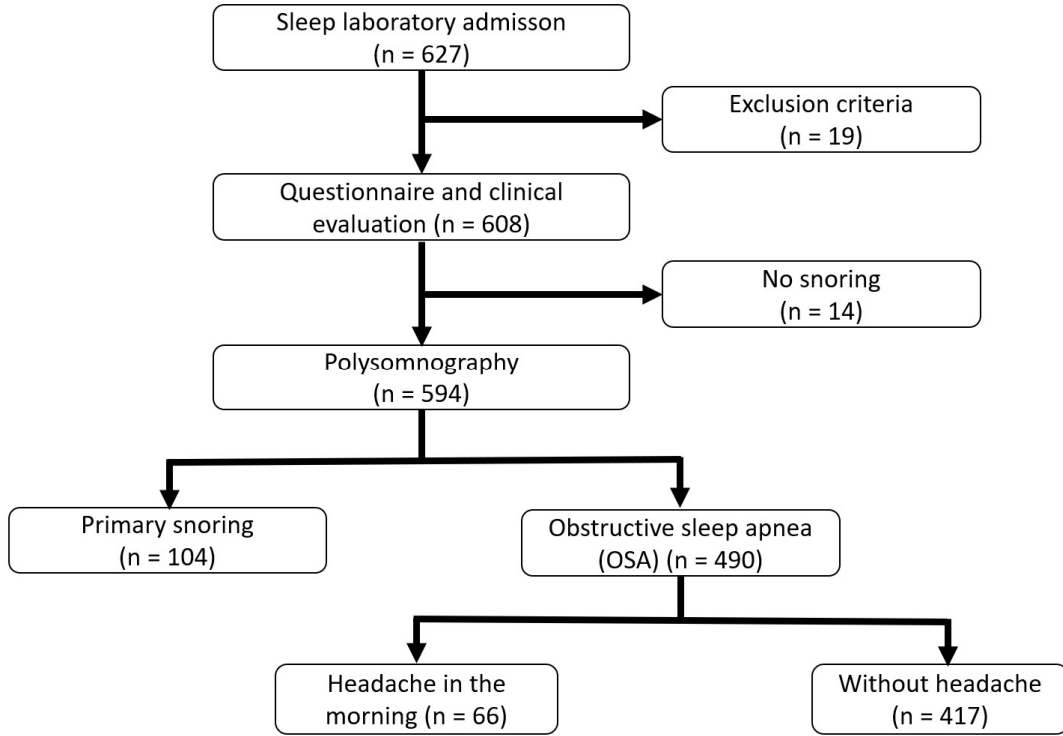 Sleep laboratory admisson
(n = 627)
Exclusion criteria
(n = 19)
Questionnaire and clinical
evaluation (n = 608)
No snoring
(n = 14)
Polysomnography
(n = 594)
Primary snoring
(n = 104)
Obstructive sleep apnea
(OSA) (n = 490)
Headache in the
morning (n = 66)
Without headache
(n = 417)